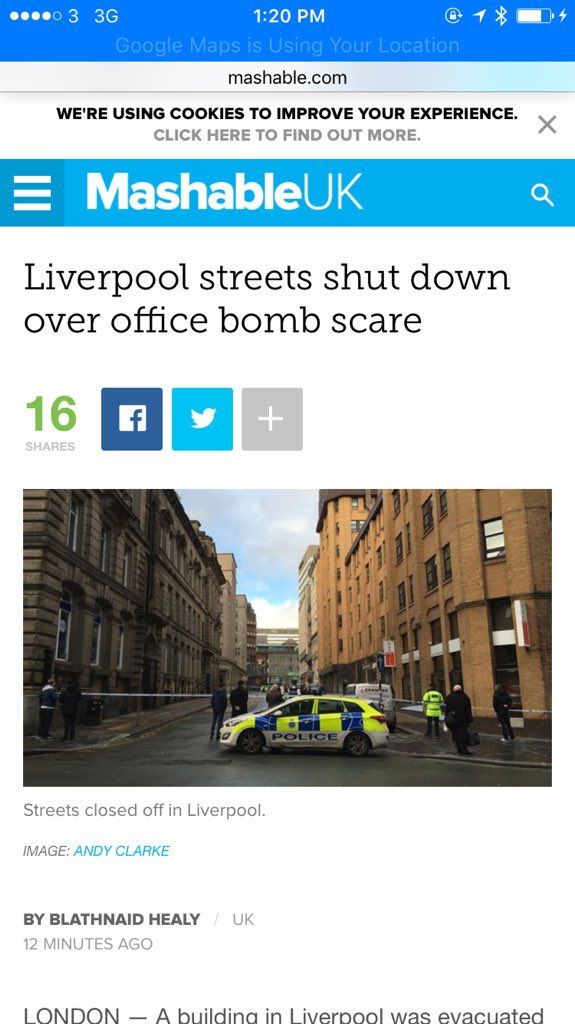 3 3G 1:20 PM
Google Maps is Using Your Location
mashable.com
WE'RE USING COOKIES TO IMPROVE YOUR EXPERIENCE.
CLICK HERE TO FIND OUT MORE.
MashableUK
Liverpool streets shut down
over office bomb scare
16
SHARES
POLICE
Streets closed off in Liverpool.
IMAGE: ANDY CLARKE
BY BLATHNAID HEALY / UK
12 MINUTES AGO
LONDON — A building in Liverpool was evacuated